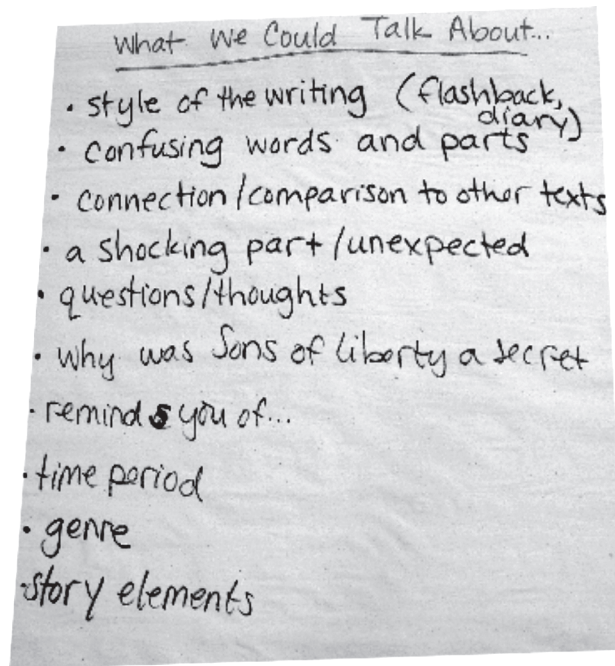 What We Could Talk About...
• style of the writing (flashback,
diary)
• confusing words and parts
• connection/comparison to other texts
• a shocking part/unexpected
• questions/thoughts
• why was Sons of liberty a secret
• reminds you of...
• time period
• genre
• story elements